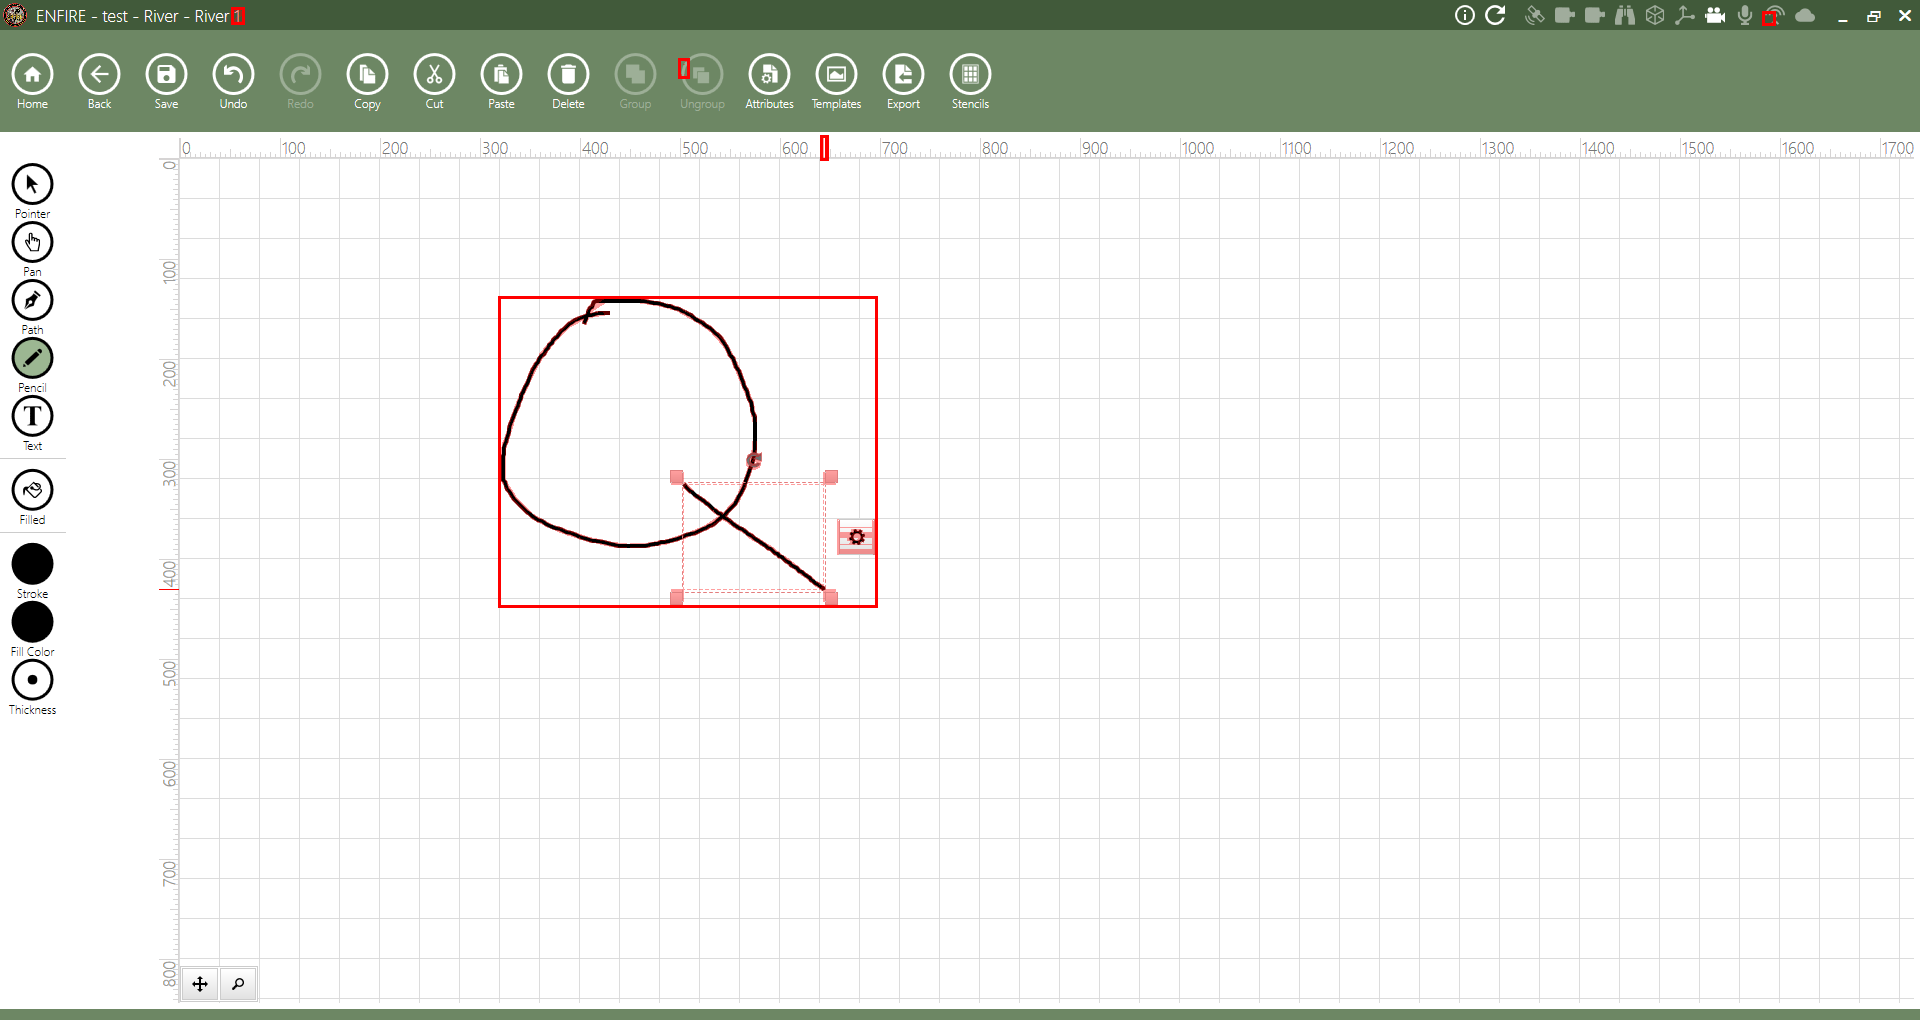 ENFIRE - test - River - River 1
Home Back Save Undo Redo Copy Cut Paste Delete Group Ungroup Attributes Templates Export Stencils
0 100 200 300 400 500 600 700 800 900 1000 1100 1200 1300 1400 1500 1600 1700
0
100
200
300
400
500
600
700
800
Pointer
Pan
Path
Pencil
T
Text
Filled
Stroke
Fill Color
Thickness